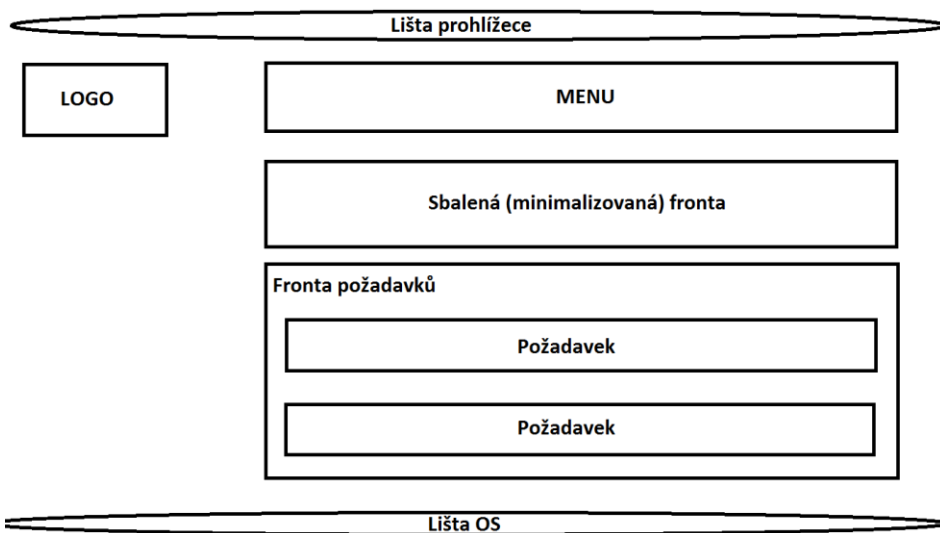 Lišta prohlížece
LOGO
MENU
Sbalená (minimalizovaná) fronta
Fronta požadavků
Požadavek
Požadavek
Lišta OS